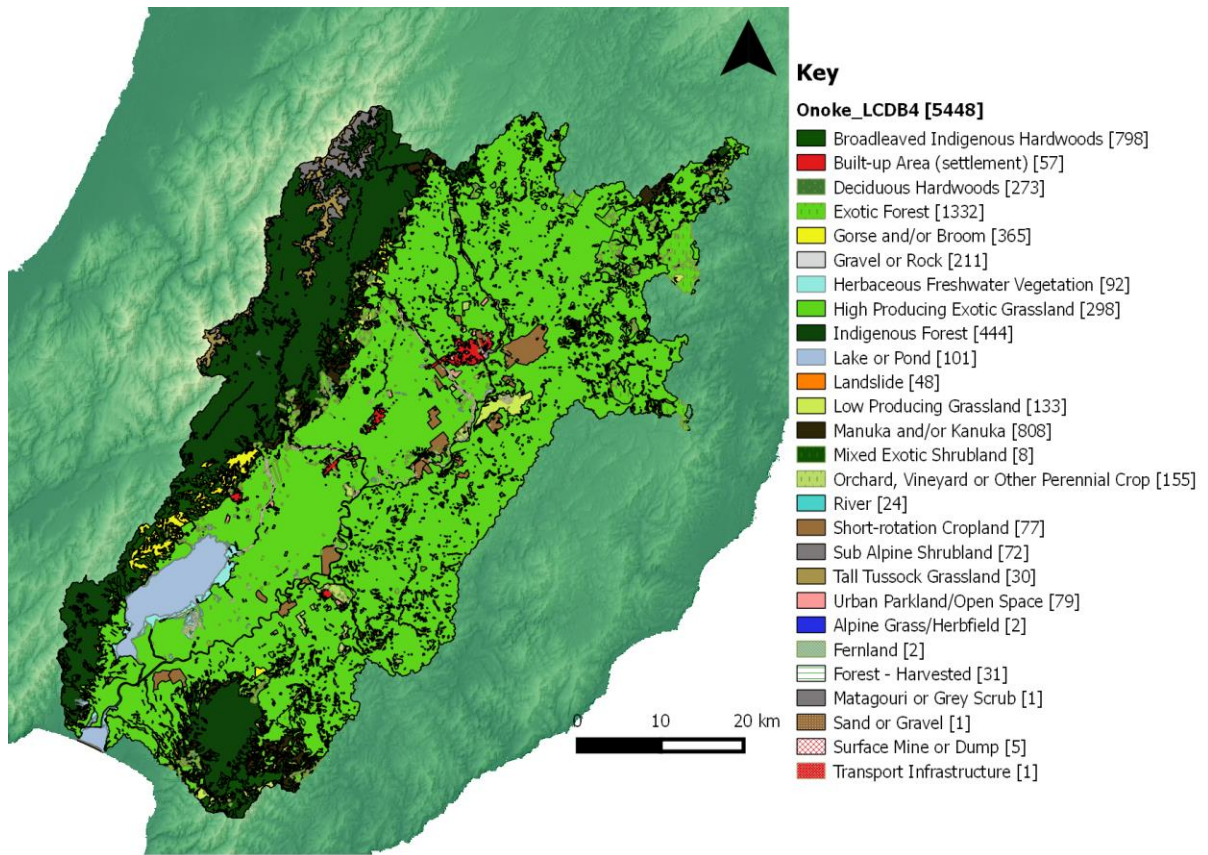 Key
Onoke_LCDB4 [5448]
Broadleaved Indigenous Hardwoods [798]
Built-up Area (settlement) [57]
Deciduous Hardwoods [273]
Exotic Forest [1332]
Gorse and/or Broom [365]
Gravel or Rock [211]
Herbaceous Freshwater Vegetation [92]
High Producing Exotic Grassland [298]
Indigenous Forest [444]
Lake or Pond [101]
Landslide [48]
Low Producing Grassland [133]
Manuka and/or Kanuka [808]
Mixed Exotic Shrubland [8]
Orchard, Vineyard or Other Perennial Crop [155]
River [24]
Short-rotation Cropland [77]
Sub Alpine Shrubland [72]
Tall Tussock Grassland [30]
Urban Parkland/Open Space [79]
Alpine Grass/Herbfield [2]
Fernland [2]
Forest - Harvested [31]
Matagouri or Grey Scrub [1]
Sand or Gravel [1]
Surface Mine or Dump [5]
Transport Infrastructure [1]
0 10 20 km